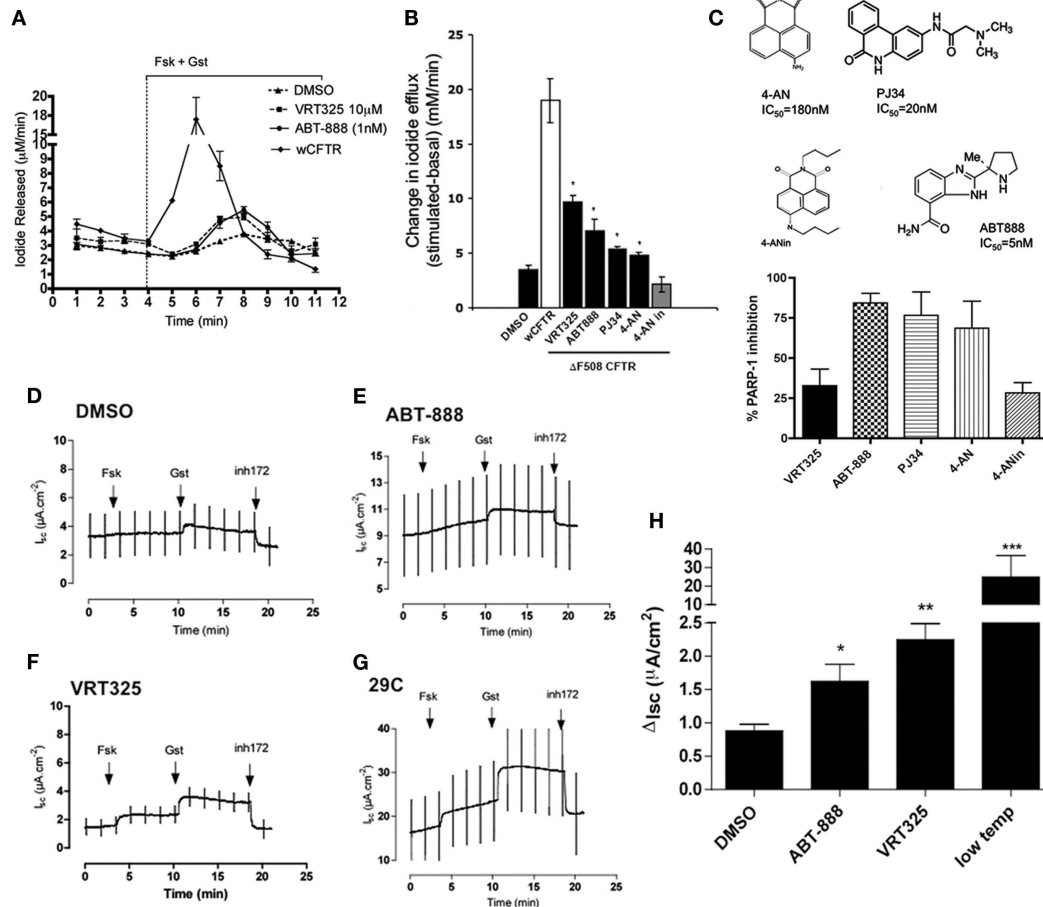 A
Fsk + Gst
DMSO
VRT325 10μM
ABT-888 (1nM)
wCFTR
Iodide Released (μM/min)
20
18
16
14
12
10
9
8
7
6
5
4
3
2
1
0
0 1 2 3 4 5 6 7 8 9 10 11 12
Time (min)
B
Change in iodide efflux
(stimulated-basal) (mM/min)
25
20
15
10
5
0
* * * *
DMSO
wCFTR
VRT325
ABT888
PJ34
4-AN
4-AN in
ΔF508 CFTR
C
NH₂
4-AN
IC50=180nM
H
N
O
N
CH3
CH3
O
NH
PJ34
IC50=20nM
O N O
N
4-ANin
Me
N
N
H
NH
H2N
O
ABT888
IC50=5nM
% PARP-1 inhibition
100
75
50
25
0
VRT325
ABT-888
PJ34
4-AN
4-ANin
D
DMSO
Fsk
Gst
inh172
Isc (μA.cm-2)
10
8
6
4
2
0
0 5 10 15 20 25
Time (min)
E
ABT-888
Fsk
Gst
inh172
Isc (μA.cm-2)
15
13
11
9
7
5
0 5 10 15 20 25
Time (min)
F
VRT325
Fsk
Gst
inh172
Isc (μA.cm-2)
10
8
6
4
2
0
0 5 10 15 20 25
Time (min)
G
29C
Fsk
Gst
inh172
Isc (μA.cm-2)
40
30
20
10
0 5 10 15 20 25
Time (min)
H
ΔIsc (μA/cm2)
40
30
20
10
2.5
2.0
1.5
1.0
0.5
0.0
*
**
***
DMSO
ABT-888
VRT325
low temp